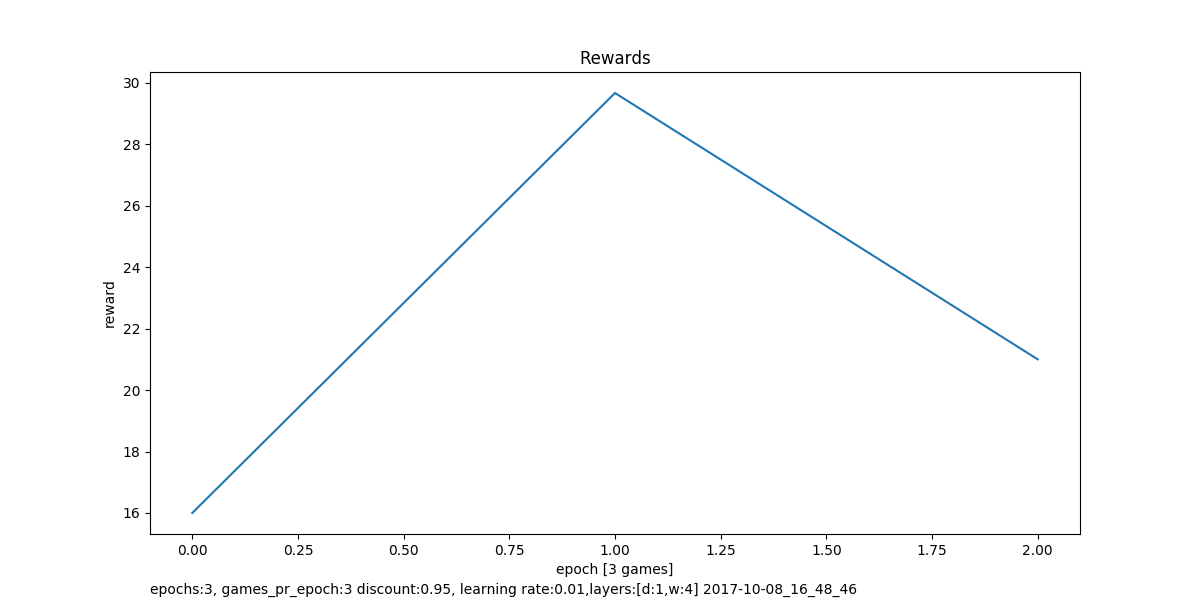 Rewards
30
28
26
24
22
20
18
16
reward
0.00 0.25 0.50 0.75 1.00 1.25 1.50 1.75 2.00
epoch [3 games]
epochs:3, games_pr_epoch:3 discount:0.95, learning rate:0.01,layers:[d:1,w:4] 2017-10-08_16_48_46